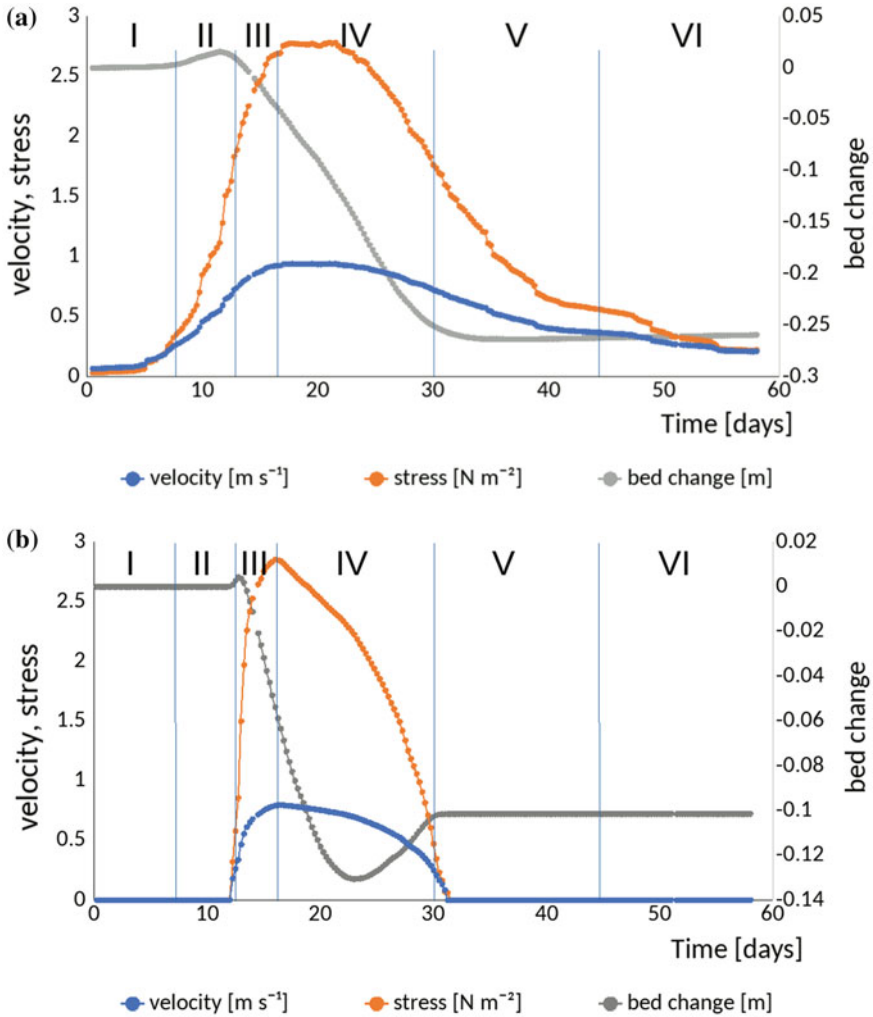 (a)
I II III IV V VI
3 0.05
2.5 0
2 -0.05
1.5 -0.1
1 -0.15
0.5 -0.2
0 -0.25
-0.3
velocity, stress
bed change
0 10 20 30 40 50 60
Time [days]
velocity [m s⁻¹] stress [N m⁻²] bed change [m]
(b)
I II III IV V VI
3 0.02
2.5 0
2 -0.02
1.5 -0.04
1 -0.06
0.5 -0.08
0 -0.1
-0.12
-0.14
velocity, stress
bed change
0 10 20 30 40 50 60
Time [days]
velocity [m s⁻¹] stress [N m⁻²] bed change [m]